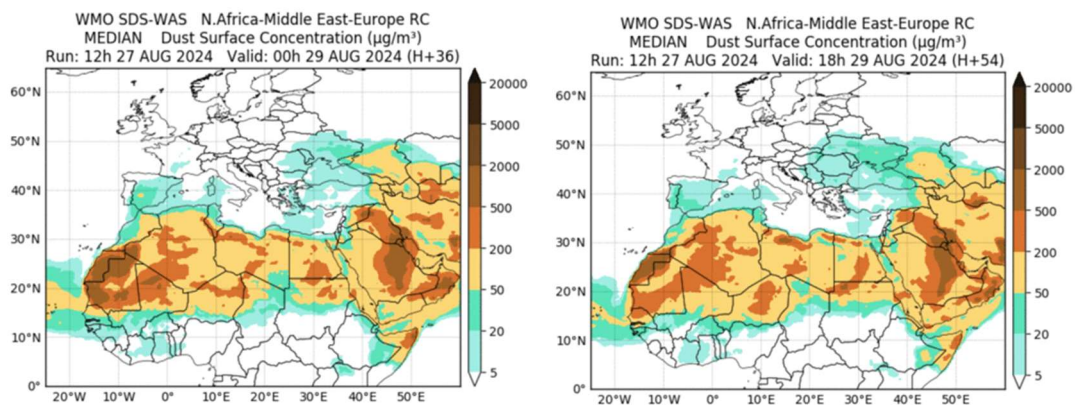 WMO SDS-WAS N.Africa-Middle East-Europe RC
MEDIAN Dust Surface Concentration (µg/m³)
Run: 12h 27 AUG 2024 Valid: 00h 29 AUG 2024 (H+36)
60°N
50°N
40°N
30°N
20°N
10°N
0°
20°W
10°W
0°
10°E
20°E
30°E
40°E
50°E
20000
5000
2000
500
200
50
20
5
WMO SDS-WAS N.Africa-Middle East-Europe RC
MEDIAN Dust Surface Concentration (µg/m³)
Run: 12h 27 AUG 2024 Valid: 18h 29 AUG 2024 (H+54)
60°N
50°N
40°N
30°N
20°N
10°N
0°
20°W
10°W
0°
10°E
20°E
30°E
40°E
50°E
20000
5000
2000
500
200
50
20
5